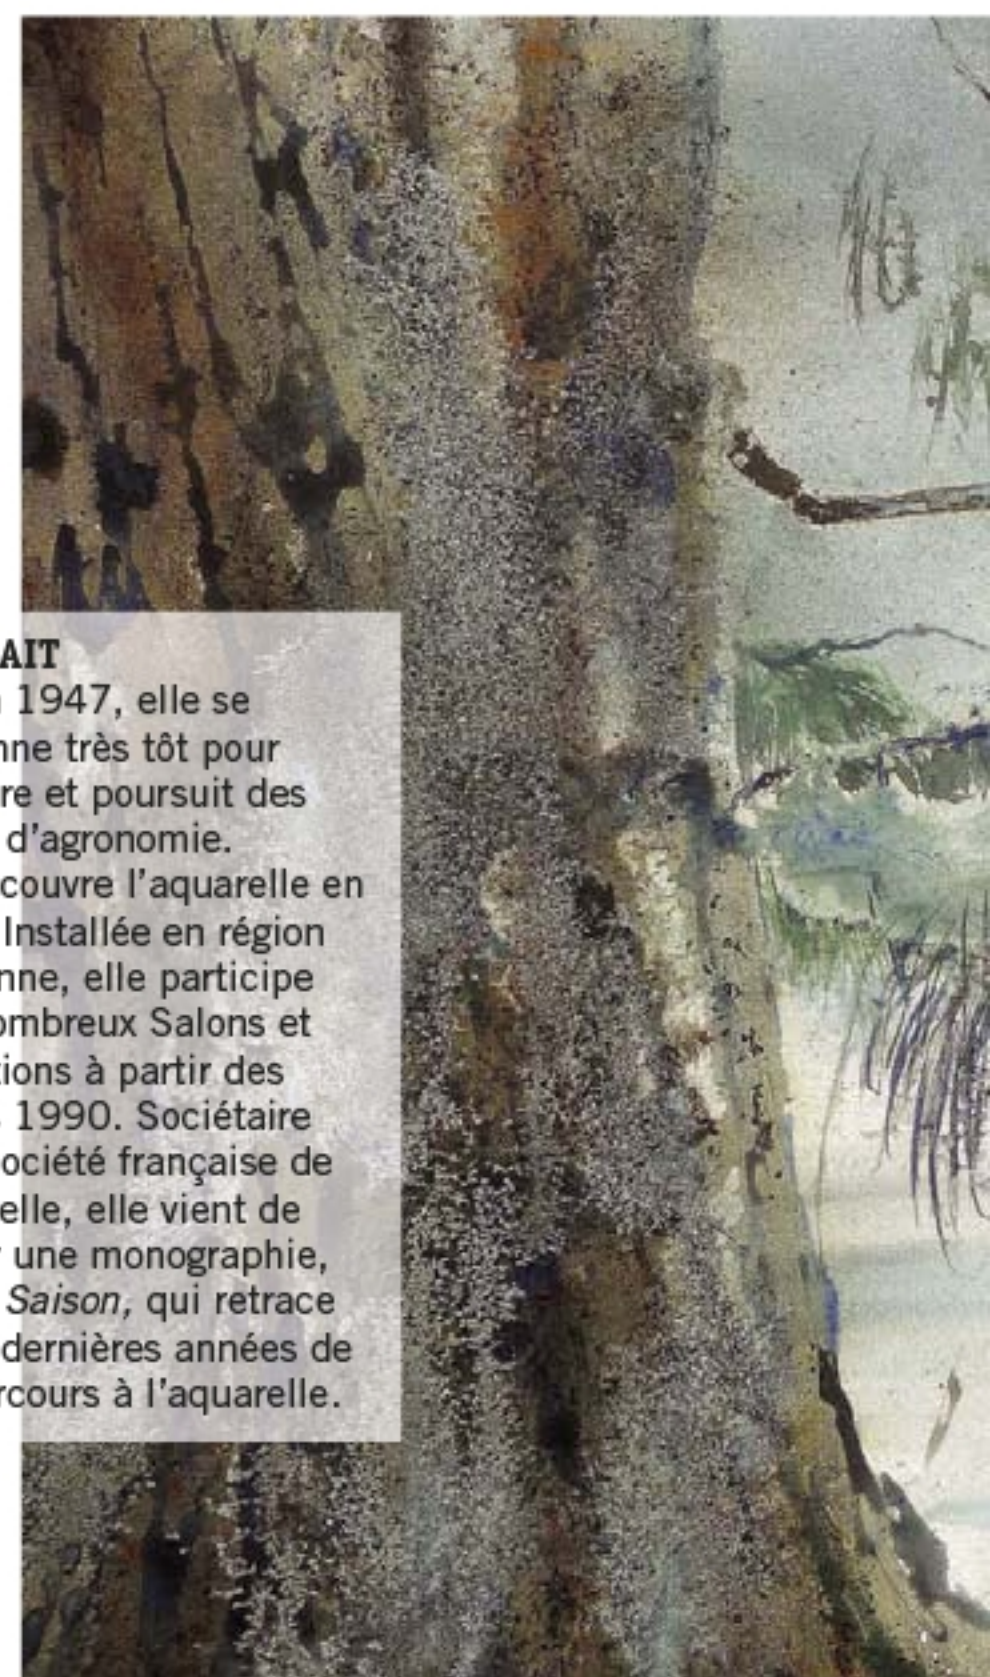 AIT
1947, elle se
nne très tôt pour
re et poursuit des
d'agronomie.
couvre l'aquarelle en
Installée en région
nne, elle participe
ombreux Salons et
tions à partir des
1990. Sociétaire
ociété française de
elle, elle vient de
une monographie,
Saison, qui retrace
dernières années de
rcours à l'aquarelle.